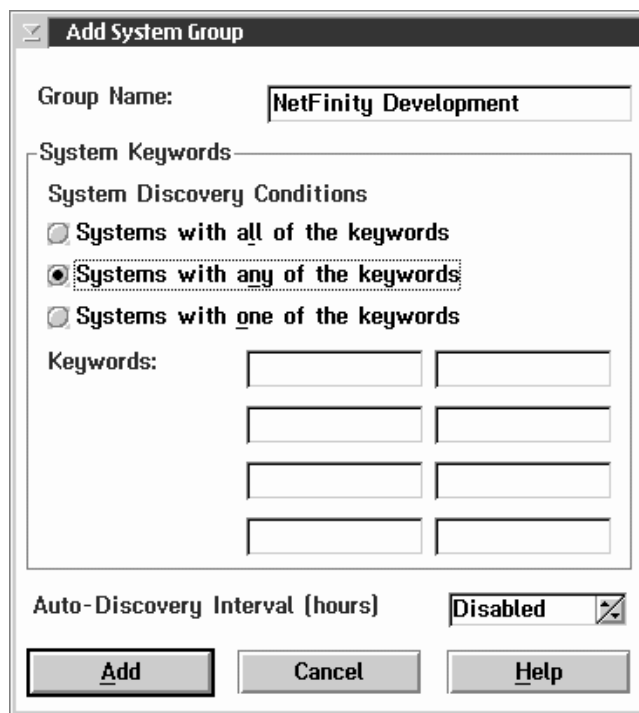 Add System Group
Group Name: NetFinity Development
System Keywords
System Discovery Conditions
Systems with all of the keywords
Systems with any of the keywords
Systems with one of the keywords
Keywords:
Auto-Discovery Interval (hours) Disabled
Add Cancel Help